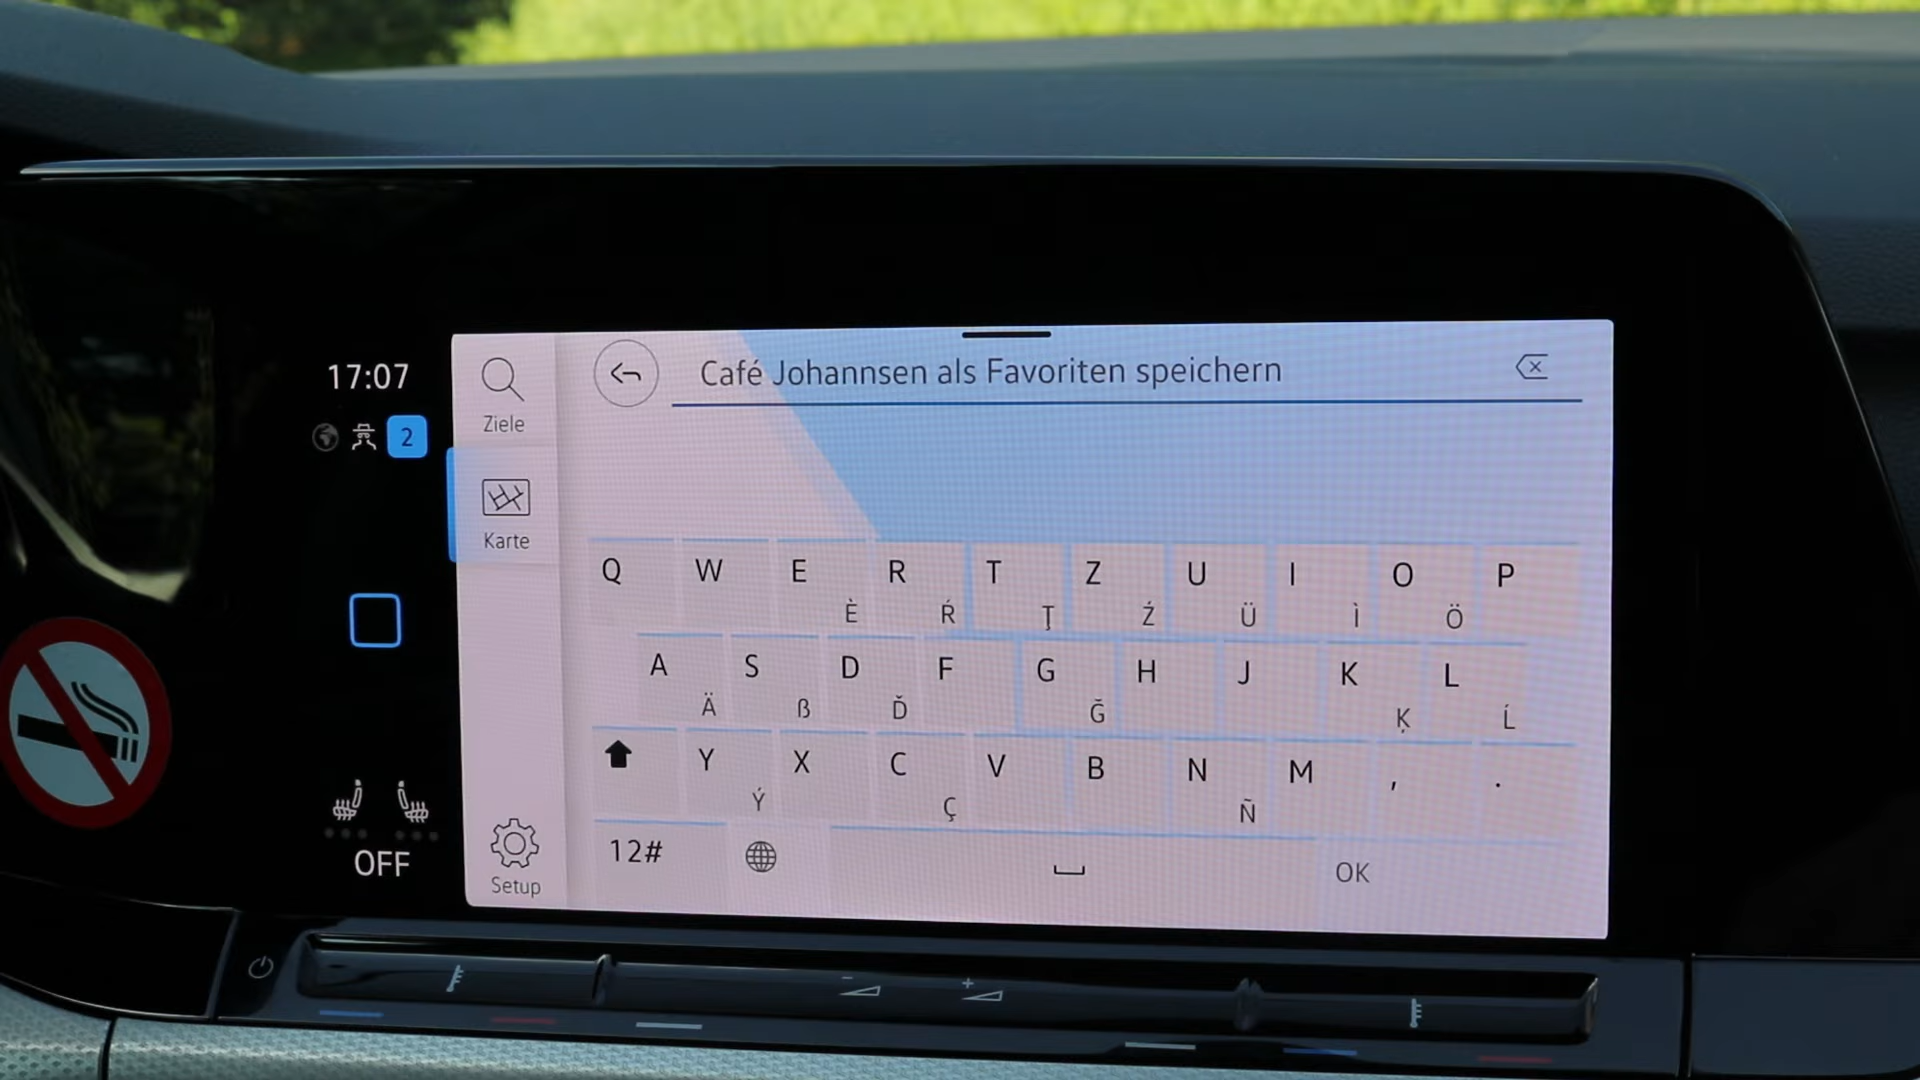 17:07
2
OFF
Ziele
Karte
Setup
Café Johannsen als Favoriten speichern
Q W E È R Ŕ T Ţ Z Ź U Ü I Ì O Ö P
A Ä S ß D Ď F G Ğ H J K Ķ L Ĺ
Y Ý X C Ç V B N Ñ M , .
12# OK